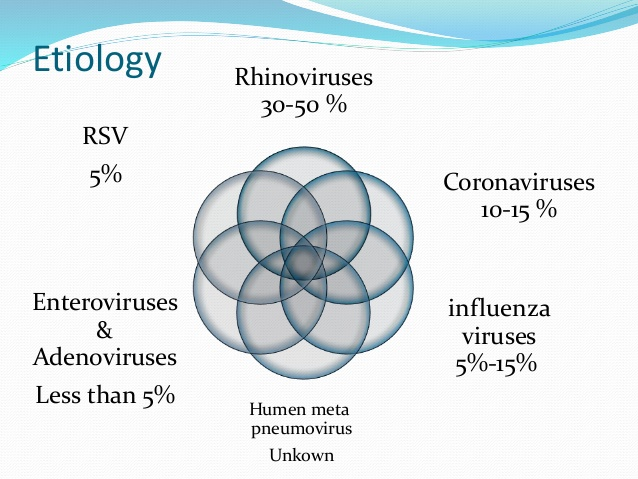 Etiology
Rhinoviruses
30-50 %
RSV
5%
Coronaviruses
10-15 %
Enteroviruses
&
Adenoviruses
Less than 5%
influenza
viruses
5%-15%
Humen meta
pneumovirus
Unkown